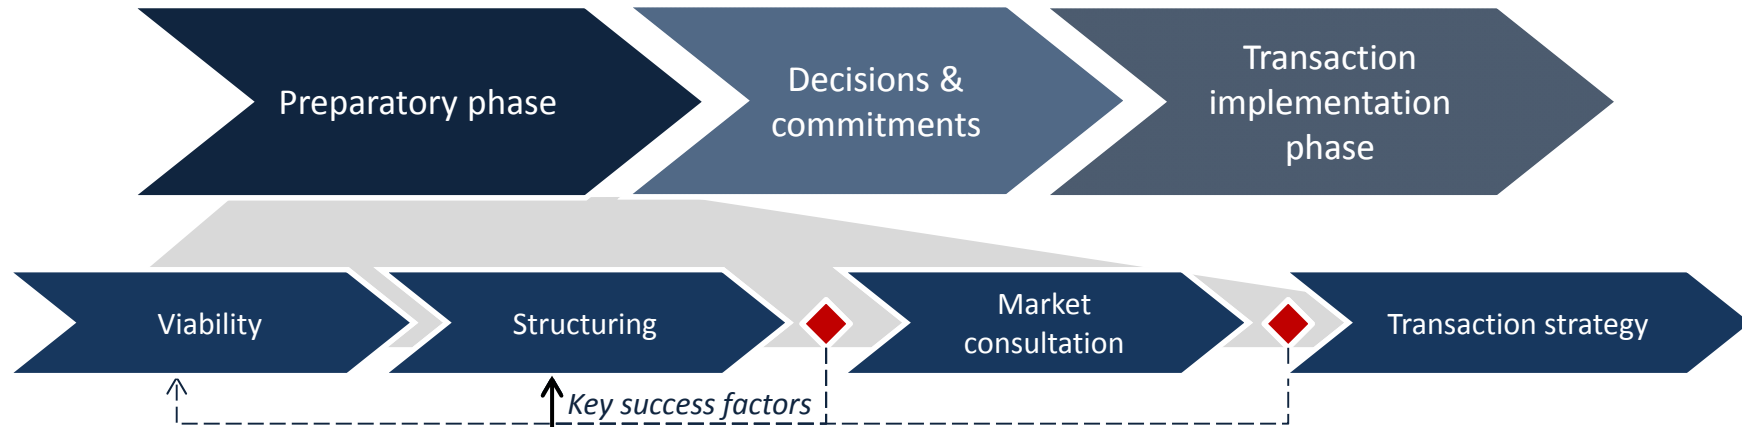 Preparatory phase
Decisions &
commitments
Transaction
implementation
phase
Viability
Structuring
Market
consultation
Transaction strategy
Key success factors